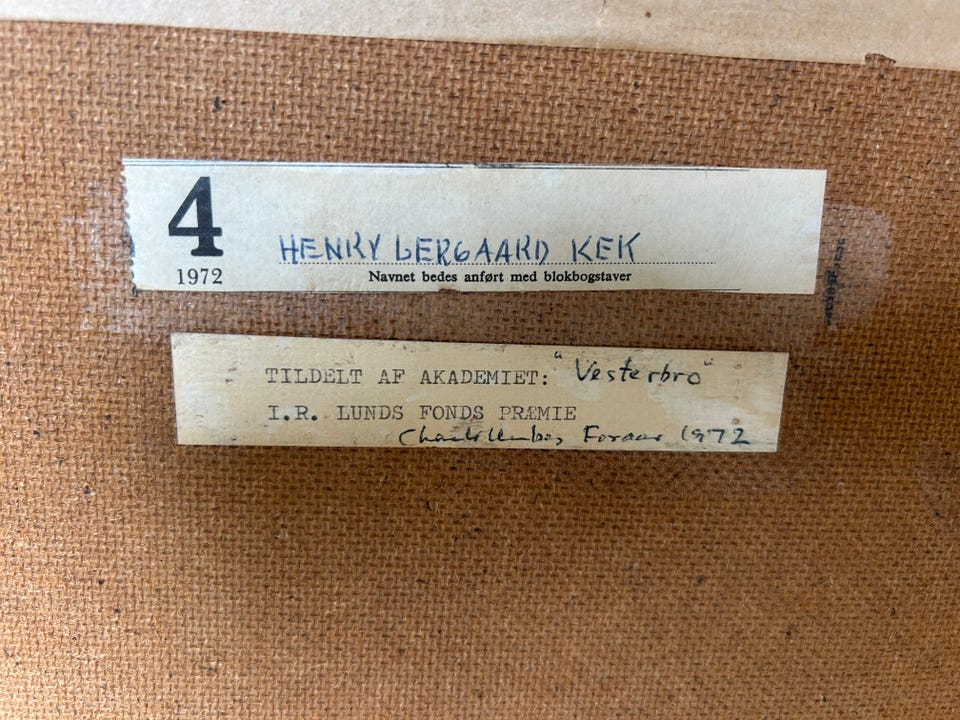 4
1972
HENRY LERGAARD KEK
Navnet bedes anført med blokbogstaver
TILDELT AF AKADEMIET: "Vesterbro"
I.R. LUNDS FONDS PRÆMIE
Foraar 1972